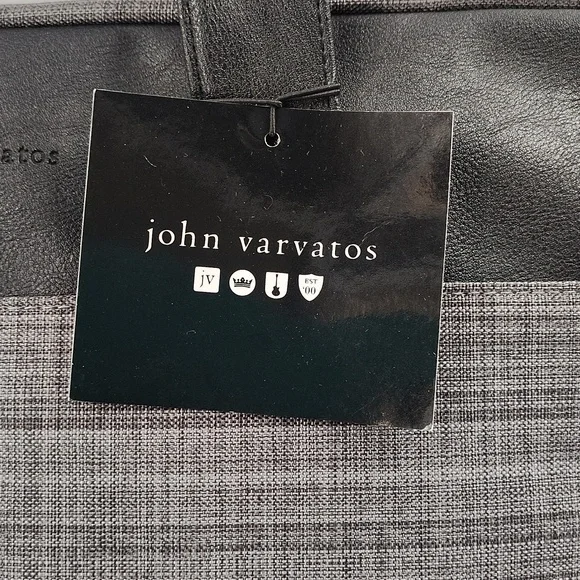 atos
john varvatos
jv EST '00